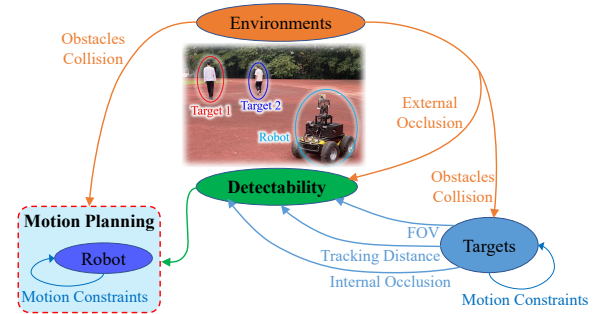 Environments
Obstacles
Collision
Target 1
Target 2
Robot
External
Occlusion
Detectability
Obstacles
Collision
Motion Planning
Robot
Motion Constraints
FOV
Tracking Distance
Internal Occlusion
Targets
Motion Constraints